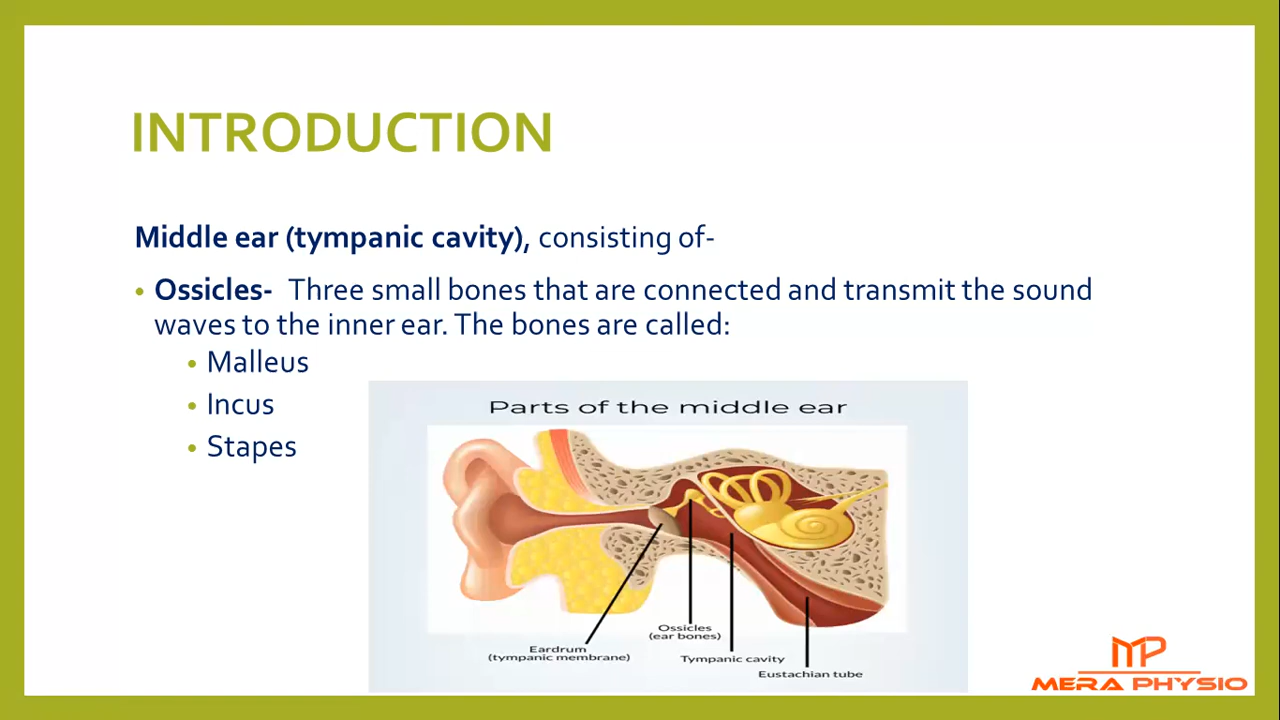 INTRODUCTION
Middle ear (tympanic cavity), consisting of-
• Ossicles- Three small bones that are connected and transmit the sound
waves to the inner ear. The bones are called:
• Malleus
• Incus
• Stapes
Parts of the middle ear
Eardrum
(tympanic membrane)
Ossicles
(ear bones)
Tympanic cavity
Eustachian tube
MP
MERA PHYSIO